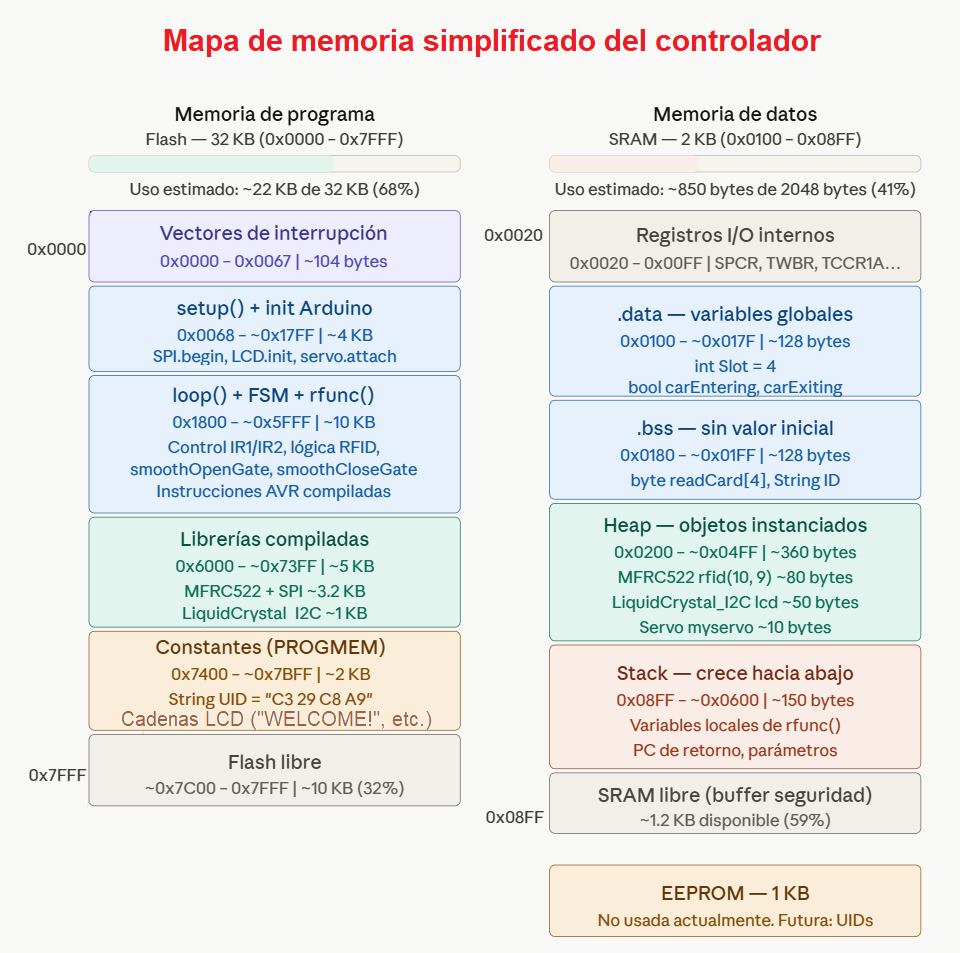 Mapa de memoria simplificado del controlador
Memoria de programa
Flash — 32 KB (0x0000 – 0x7FFF)
Uso estimado: ~22 KB de 32 KB (68%)
0x0000
Vectores de interrupción
0x0000 – 0x0067 | ~104 bytes
setup() + init Arduino
0x0068 – ~0x17FF | ~4 KB
SPI.begin, LCD.init, servo.attach
loop() + FSM + rfunc()
0x1800 – ~0x5FFF | ~10 KB
Control IR1/IR2, lógica RFID,
smoothOpenGate, smoothCloseGate
Instrucciones AVR compiladas
Librerías compiladas
0x6000 – ~0x73FF | ~5 KB
MFRC522 + SPI ~3.2 KB
LiquidCrystal_I2C ~1 KB
Constantes (PROGMEM)
0x7400 – ~0x7BFF | ~2 KB
String UID = "C3 29 C8 A9"
Cadenas LCD ("WELCOME!", etc.)
0x7FFF
Flash libre
~0x7C00 – 0x7FFF | ~10 KB (32%)
Memoria de datos
SRAM — 2 KB (0x0100 – 0x08FF)
Uso estimado: ~850 bytes de 2048 bytes (41%)
0x0020
Registros I/O internos
0x0020 – 0x00FF | SPCR, TWBR, TCCR1A...
.data — variables globales
0x0100 – ~0x017F | ~128 bytes
int Slot = 4
bool carEntering, carExiting
.bss — sin valor inicial
0x0180 – ~0x01FF | ~128 bytes
byte readCard[4], String ID
Heap — objetos instanciados
0x0200 – ~0x04FF | ~360 bytes
MFRC522 rfid(10, 9) ~80 bytes
LiquidCrystal_I2C lcd ~50 bytes
Servo myservo ~10 bytes
Stack — crece hacia abajo
0x08FF – ~0x0600 | ~150 bytes
Variables locales de rfunc()
PC de retorno, parámetros
0x08FF
SRAM libre (buffer seguridad)
~1.2 KB disponible (59%)
EEPROM — 1 KB
No usada actualmente. Futura: UIDs